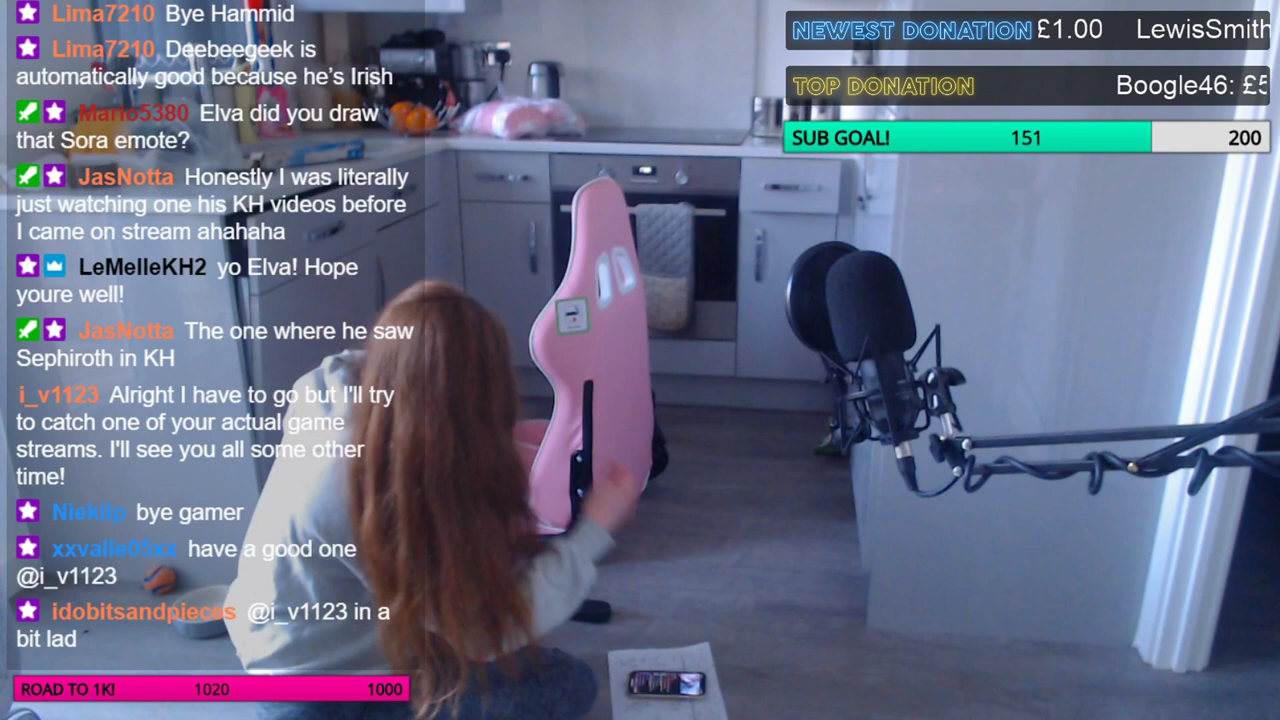 Lima7210 Bye Hammid
Lima7210 Deebeegeek is
automatically good because he's Irish
Mario5380 Elva did you draw
that Sora emote?
JasNotta Honestly I was literally
just watching one his KH videos before
I came on stream ahahaha
LeMelleKH2 yo Elva! Hope
youre well!
JasNotta The one where he saw
Sephiroth in KH
i_v1123 Alright I have to go but I'll try
to catch one of your actual game
streams. I'll see you all some other
time!
bye gamer
xxvalle05xx have a good one
@i_v1123
idobitsandpieces @i_v1123 in a
bit lad
ROAD TO 1K! 1020 1000
NEWEST DONATION £1.00 LewisSmith
TOP DONATION Boogle46: £5
SUB GOAL! 151 200